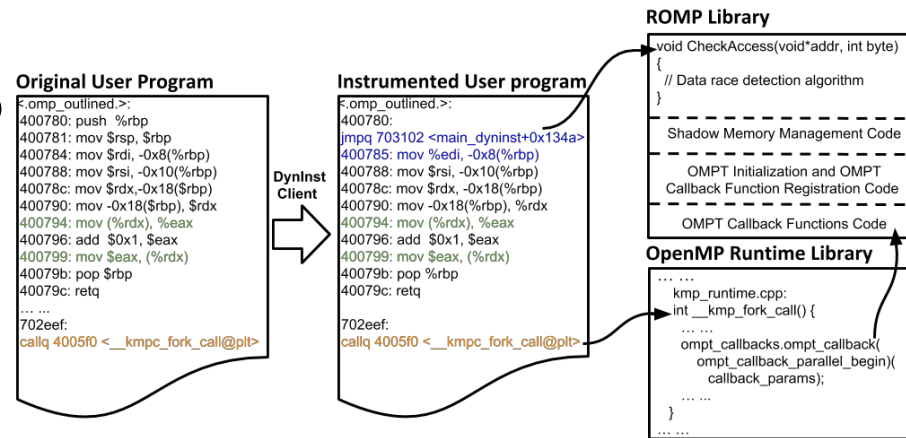 Original User Program
<.omp_outlined.>:
400780: push %rbp
400781: mov $rsp, $rbp
400784: mov $rdi, -0x8(%rbp)
400788: mov $rsi, -0x10(%rbp)
40078c: mov $rdx,-0x18($rbp)
400790: mov -0x18($rbp), $rdx
400794: mov (%rdx), %eax
400796: add $0x1, $eax
400799: mov $eax, (%rdx)
40079b: pop $rbp
40079c: retq
... ...
702eef:
callq 4005f0 <__kmpc_fork_call@plt>
DynInst
Client
Instrumented User program
<.omp_outlined.>:
400780:
jmpq 703102 <main_dyninst+0x134a>
400785: mov %edi, -0x8(%rbp)
400788: mov $rsi, -0x10(%rbp)
40078c: mov $rdx, -0x18(%rbp)
400790: mov -0x18(%rbp), %rdx
400794: mov (%rdx), %eax
400796: add $0x1, $eax
400799: mov $eax, (%rdx)
40079b: pop %rbp
40079c: retq
702eef:
callq 4005f0 <__kmpc_fork_call@plt>
ROMP Library
void CheckAccess(void*addr, int byte)
{
// Data race detection algorithm
}
Shadow Memory Management Code
OMPT Initialization and OMPT
Callback Function Registration Code
OMPT Callback Functions Code
OpenMP Runtime Library
... ...
kmp_runtime.cpp:
int __kmp_fork_call() {
... ...
ompt_callbacks.ompt_callback(
ompt_callback_parallel_begin)(
callback_params);
... ...
}
... ...